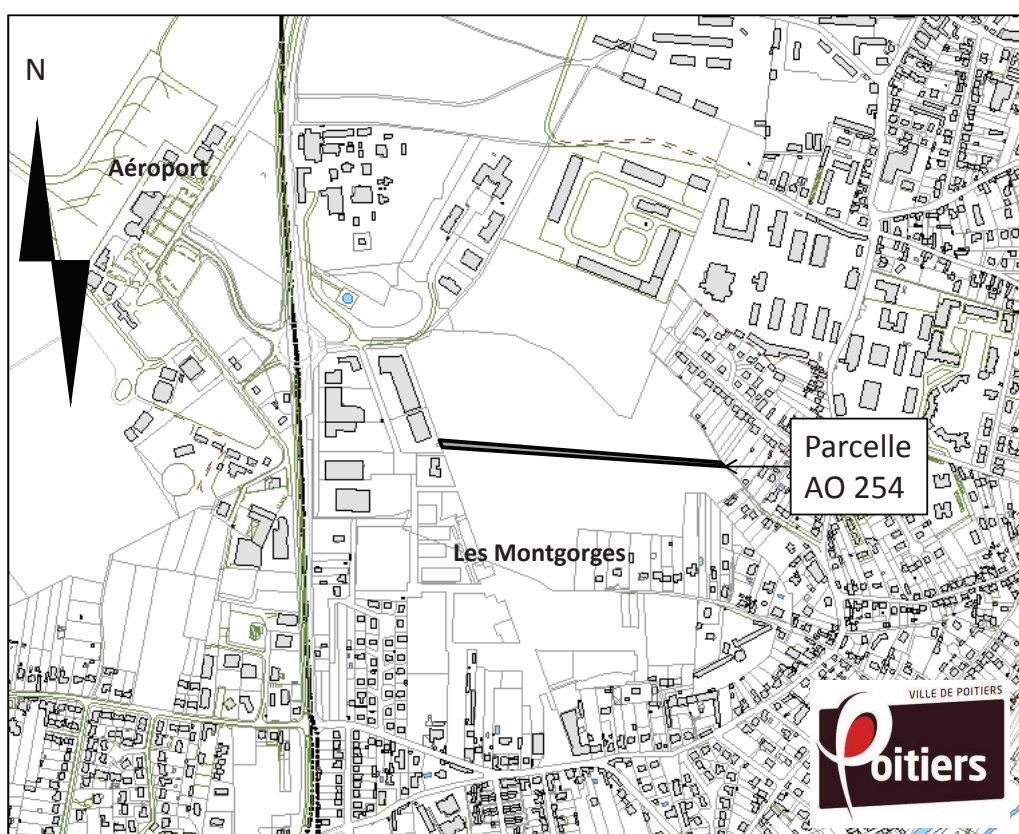 N
Aéroport
Parcelle
AO 254
Les Montgorges
VILLE DE POITIERS
Poitiers